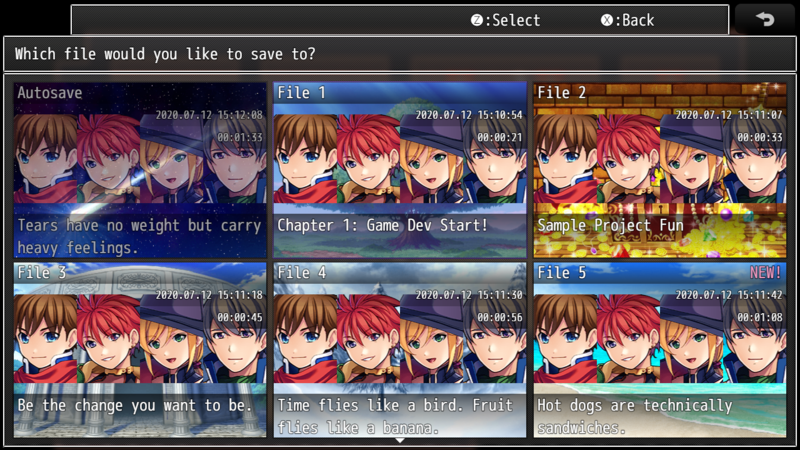 Z:Select X:Back
Which file would you like to save to?
Autosave
2020.07.12 15:12:08
00:01:33
Tears have no weight but carry
heavy feelings.
File 1
2020.07.12 15:10:54
00:00:21
Chapter 1: Game Dev Start!
File 2
2020.07.12 15:11:07
00:00:33
Sample Project Fun
File 3
2020.07.12 15:11:18
00:00:45
Be the change you want to be.
File 4
2020.07.12 15:11:30
00:00:56
Time flies like a bird. Fruit
flies like a banana.
File 5 NEW!
2020.07.12 15:11:42
00:01:08
Hot dogs are technically
sandwiches.